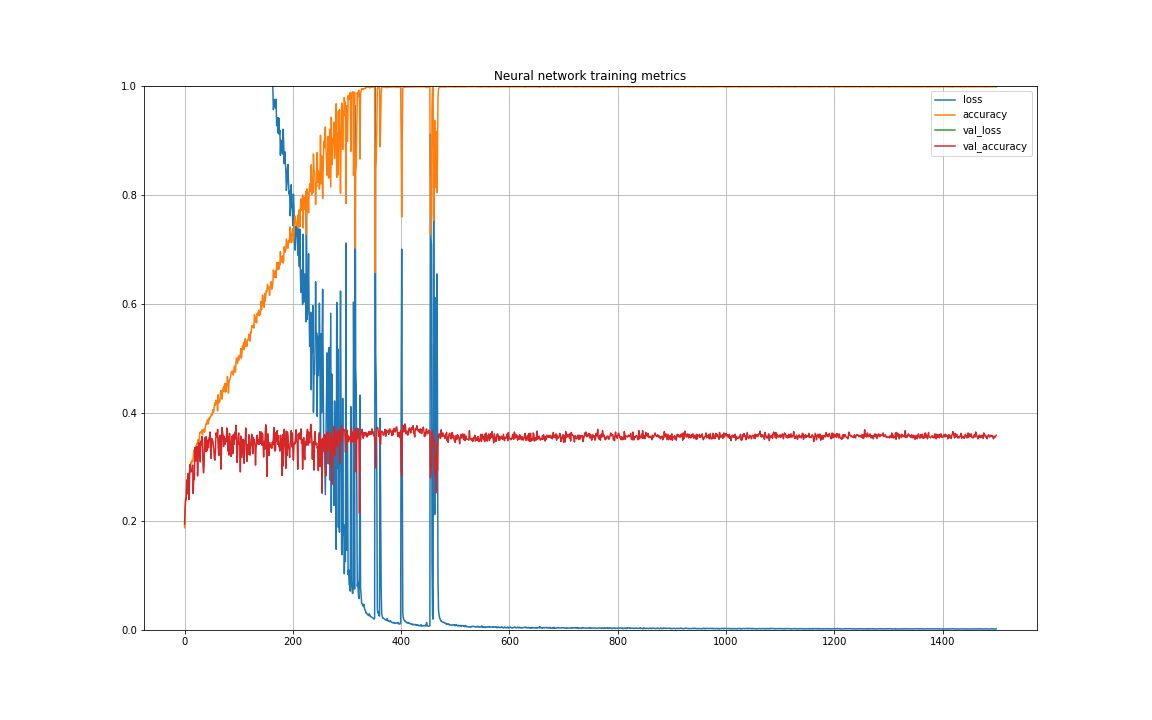 Neural network training metrics
1.0
0.8
0.6
0.4
0.2
0.0
loss
accuracy
val_loss
val_accuracy
0 200 400 600 800 1000 1200 1400